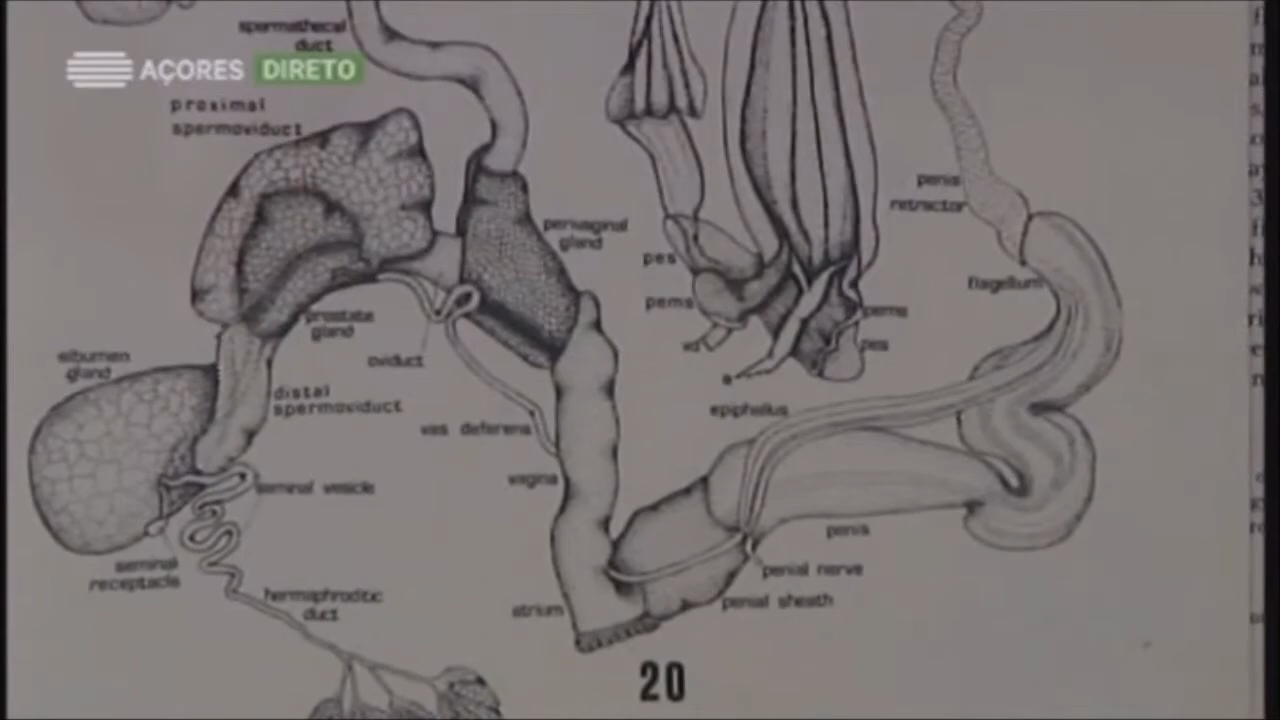 spermathecal
duct
AÇORES DIRETO
proximal
spermoviduct
penis
retractor
perivaginal
gland
pes
pems
flagellum
prostate
gland
pems
pes
vd
albumen
gland
oviduct
distal
spermoviduct
epiphallus
vas deferens
vagina
seminal vesicle
penis
seminal
receptacle
penial nerve
hermaphroditic
duct
atrium
penial sheath
20